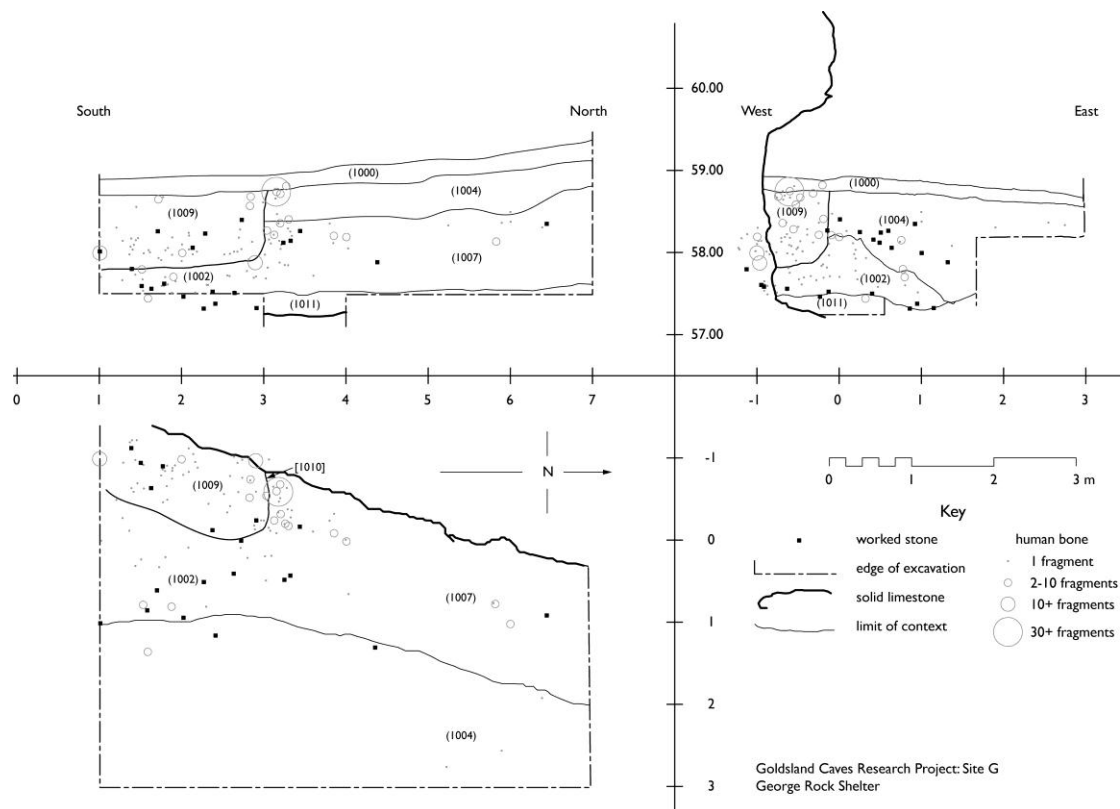 South
North
(1000)
(1004)
(1009)
(1002)
(1007)
(1011)
60.00
59.00
58.00
57.00
West
East
(1000)
(1009)
(1004)
(1002)
(1011)
0 1 2 3 4 5 6 7
-1 0 1 2 3
[1010]
(1009)
(1002)
(1007)
(1004)
N
-1
0
1
2
3
0 1 2 3 m
Key
worked stone
edge of excavation
solid limestone
limit of context
human bone
1 fragment
2-10 fragments
10+ fragments
30+ fragments
Goldsland Caves Research Project: Site G
George Rock Shelter